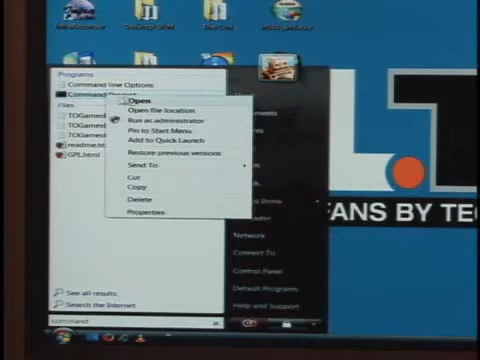 Programs
Command line Options
Command Prompt
Files
TOGames
TOGames
TOGames
readme.ht
GPL.html
Open
Open file location
Run as administrator
Pin to Start Menu
Add to Quick Launch
Restore previous versions
Send To
Cut
Copy
Delete
Properties
Network
Connect To
Control Panel
Default Programs
Help and Support
See all results
Search the Internet
command
L.T
FANS BY TEC